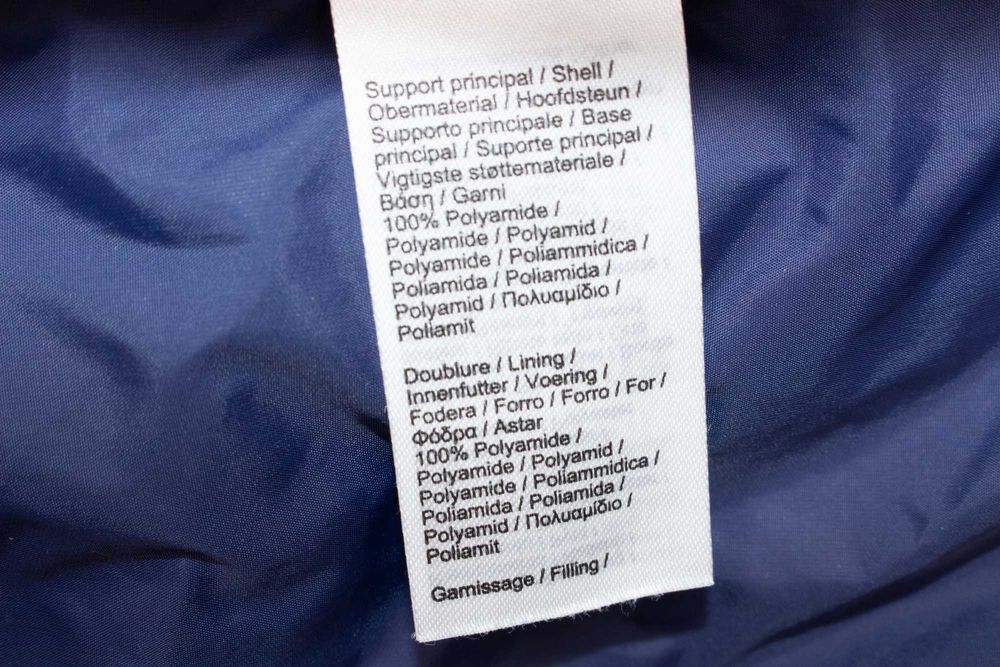 Support principal / Shell /
Obermaterial / Hoofdsteun /
Supporto principale / Base
principal / Suporte principal /
Vigtigste støttemateriale /
Βάση / Garni
100% Polyamide /
Polyamide / Polyamid /
Polyamide / Poliammidica /
Poliamida / Poliamida /
Polyamid / Πολυαμίδιο /
Poliamit
Doublure / Lining /
Innenfutter / Voering /
Fodera / Forro / Forro / For /
Φόδρα / Astar
100% Polyamide /
Polyamide / Polyamid /
Polyamide / Poliammidica /
Poliamida / Poliamida /
Polyamid / Πολυαμίδιο /
Poliamit
Garnissage / Filling /